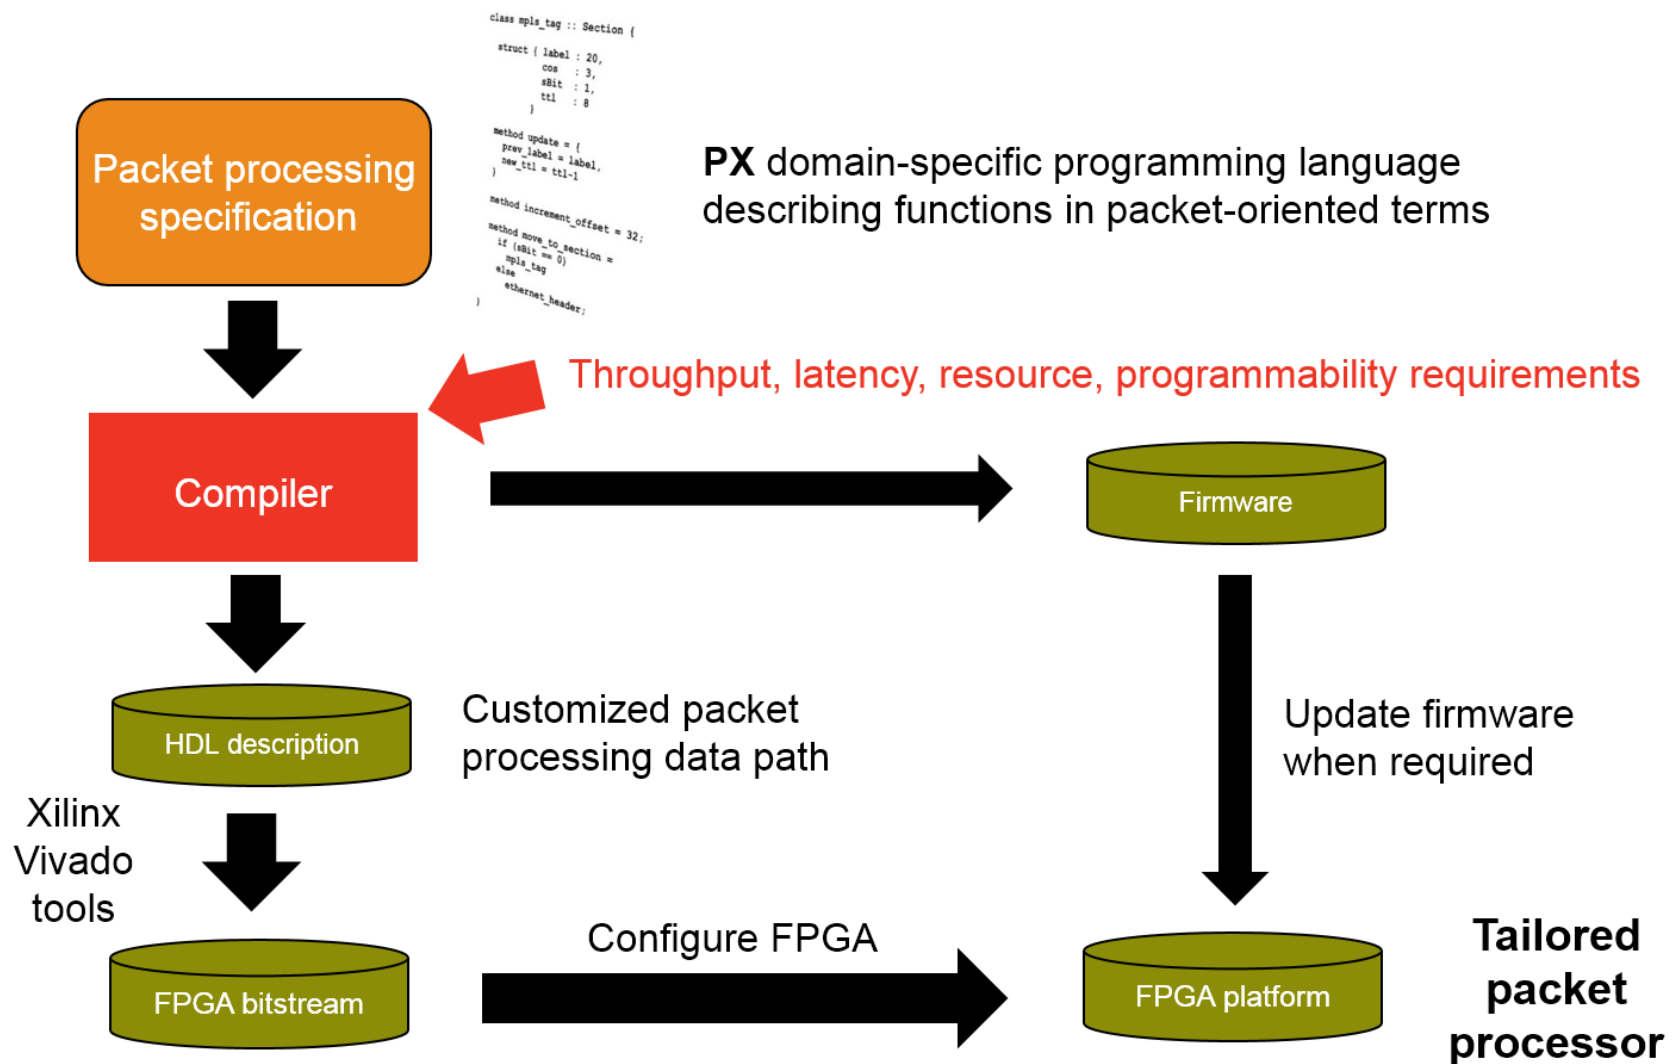 class mpls_tag :: Section {
struct { label : 20,
cos : 3,
sBit : 1,
ttl : 8
}
method update = {
prev_label = label,
new_ttl = ttl-1
}
method increment_offset = 32;
method move_to_section =
if (sBit == 0)
mpls_tag
else
ethernet_header;
}
Packet processing
specification
PX domain-specific programming language
describing functions in packet-oriented terms
Throughput, latency, resource, programmability requirements
Compiler
Firmware
HDL description
Customized packet
processing data path
Update firmware
when required
Xilinx
Vivado
tools
Configure FPGA
FPGA bitstream
FPGA platform
Tailored
packet
processor